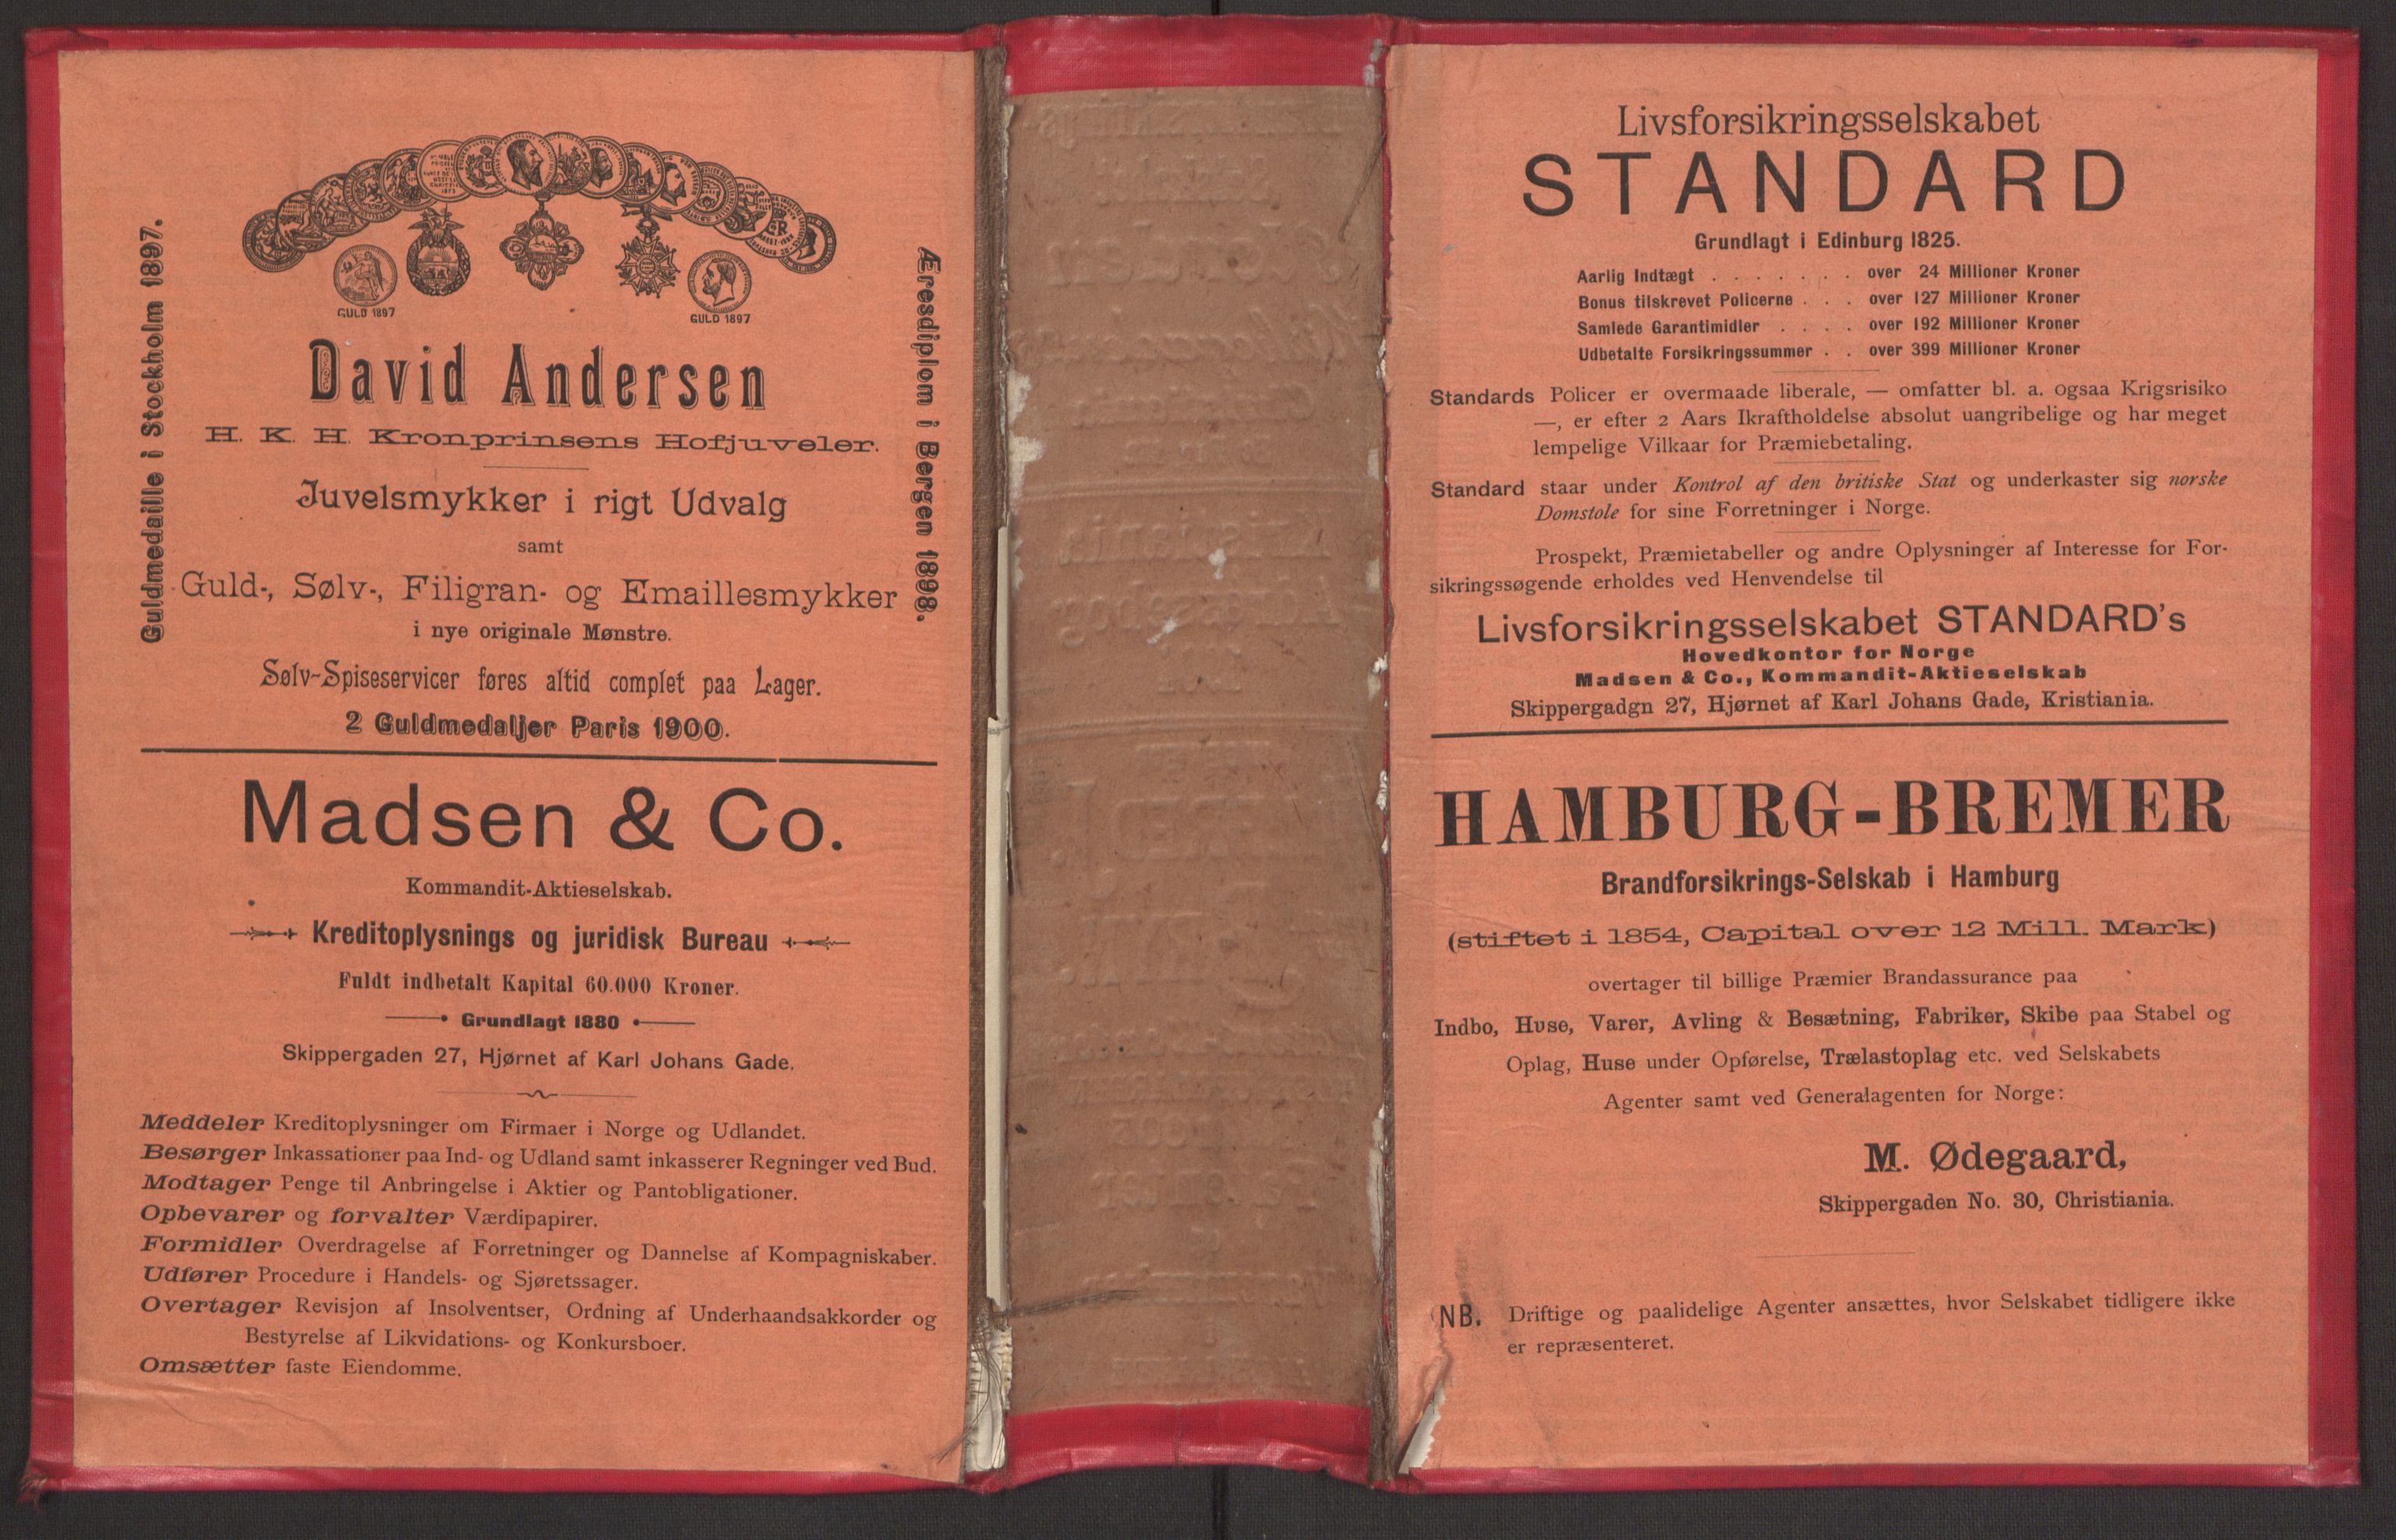 Guldmedaille i Stockholm 1897.
GULD 1897
GULD 1897
Æresdiplom i Bergen 1898.
David Andersen
H. K. H. Kronprinsens Hofjuveler.
Juvelsmykker i rigt Udvalg
samt
Guld-, Sølv-, Filigran- og Emaillesmykker
i nye originale Mønstre.
Sølv-Spiseservicer føres altid complet paa Lager.
2 Guldmedaljer Paris 1900.
Madsen & Co.
Kommandit-Aktieselskab.
Kreditoplysnings og juridisk Bureau
Fuldt indbetalt Kapital 60.000 Kroner.
Grundlagt 1880
Skippergaden 27, Hjørnet af Karl Johans Gade.
Meddeler Kreditoplysninger om Firmaer i Norge og Udlandet.
Besørger Inkassationer paa Ind- og Udland samt inkasserer Regninger ved Bud.
Modtager Penge til Anbringelse i Aktier og Pantobligationer.
Opbevarer og forvalter Værdipapirer.
Formidler Overdragelse af Forretninger og Dannelse af Kompagniskaber.
Udfører Procedure i Handels- og Sjøretssager.
Overtager Revisjon af Insolventser, Ordning af Underhaandsakkorder og
Bestyrelse af Likvidations- og Konkursboer.
Omsætter faste Eiendomme.
Kristiania
Adressebog
Livsforsikringsselskabet
STANDARD
Grundlagt i Edinburg 1825.
Aarlig Indtægt . . . . . . . over 24 Millioner Kroner
Bonus tilskrevet Policerne . . . over 127 Millioner Kroner
Samlede Garantimidler . . . . over 192 Millioner Kroner
Udbetalte Forsikringssummer . . over 399 Millioner Kroner
Standards Policer er overmaade liberale, — omfatter bl. a. ogsaa Krigsrisiko
—, er efter 2 Aars Ikraftholdelse absolut uangribelige og har meget
lempelige Vilkaar for Præmiebetaling.
Standard staar under Kontrol af den britiske Stat og underkaster sig norske
Domstole for sine Forretninger i Norge.
Prospekt, Præmietabeller og andre Oplysninger af Interesse for For-
sikringssøgende erholdes ved Henvendelse til
Livsforsikringsselskabet STANDARD's
Hovedkontor for Norge
Madsen & Co., Kommandit-Aktieselskab
Skippergadgn 27, Hjørnet af Karl Johans Gade, Kristiania.
HAMBURG-BREMER
Brandforsikrings-Selskab i Hamburg
(stiftet i 1854, Capital over 12 Mill. Mark)
overtager til billige Præmier Brandassurance paa
Indbo, Huse, Varer, Avling & Besætning, Fabriker, Skibe paa Stabel og
Oplag, Huse under Opførelse, Trælastoplag etc. ved Selskabets
Agenter samt ved Generalagenten for Norge:
M. Ødegaard,
Skippergaden No. 30, Christiania.
NB. Driftige og paalidelige Agenter ansættes, hvor Selskabet tidligere ikke
er repræsenteret.